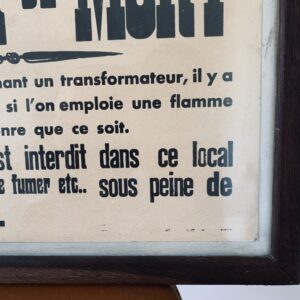 MORT
nant un transformateur, il y a
si l'on emploie une flamme
nre que ce soit.
st interdit dans ce local
e fumer etc.. sous peine de